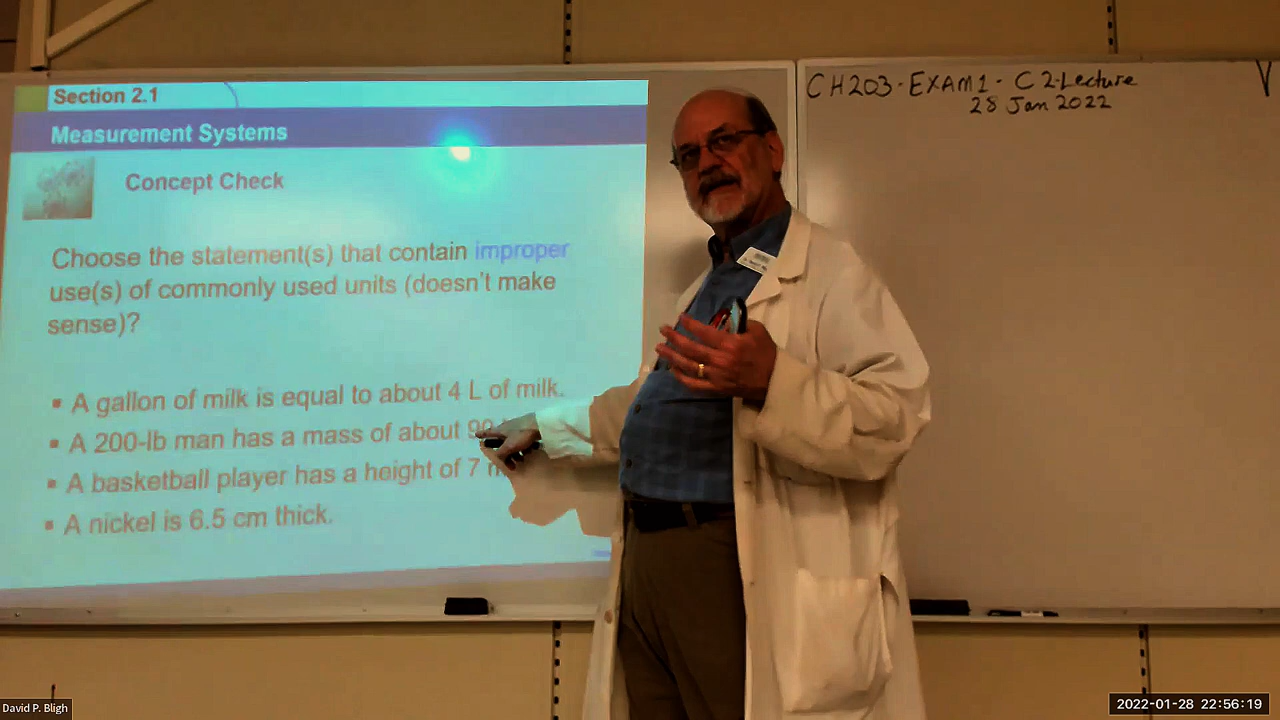 Section 2.1
Measurement Systems
Concept Check
Choose the statement(s) that contain improper
use(s) of commonly used units (doesn't make
sense)?
▪ A gallon of milk is equal to about 4 L of milk.
▪ A 200-lb man has a mass of about 90
▪ A basketball player has a height of 7
▪ A nickel is 6.5 cm thick.
CH203-EXAM1-C2-Lecture
28 Jan 2022
David P. Bligh
2022-01-28 22:56:19